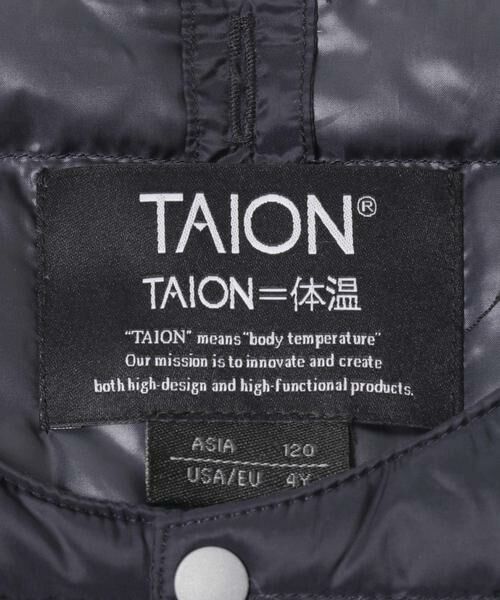 TAION®
TAION=体温
"TAION" means "body temperature"
Our mission is to innovate and create
both high-design and high-functional products.
ASIA 120
USA/EU 4Y